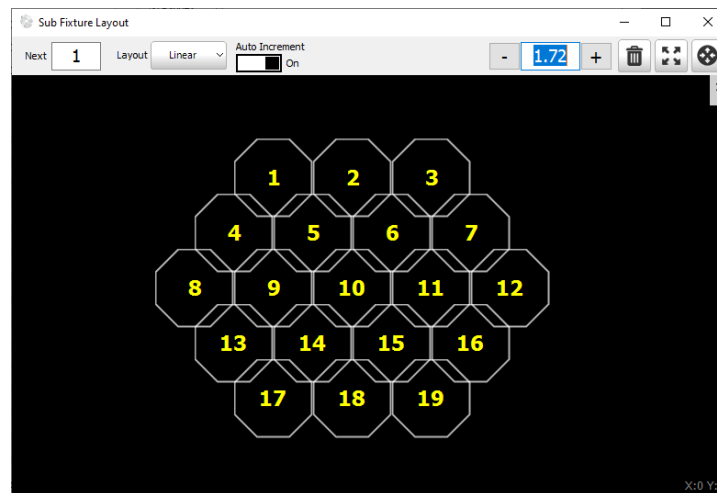 Sub Fixture Layout
Next 1 Layout Linear Auto Increment On - 1.72 +
1 2 3
4 5 6 7
8 9 10 11 12
13 14 15 16
17 18 19
X:0 Y: